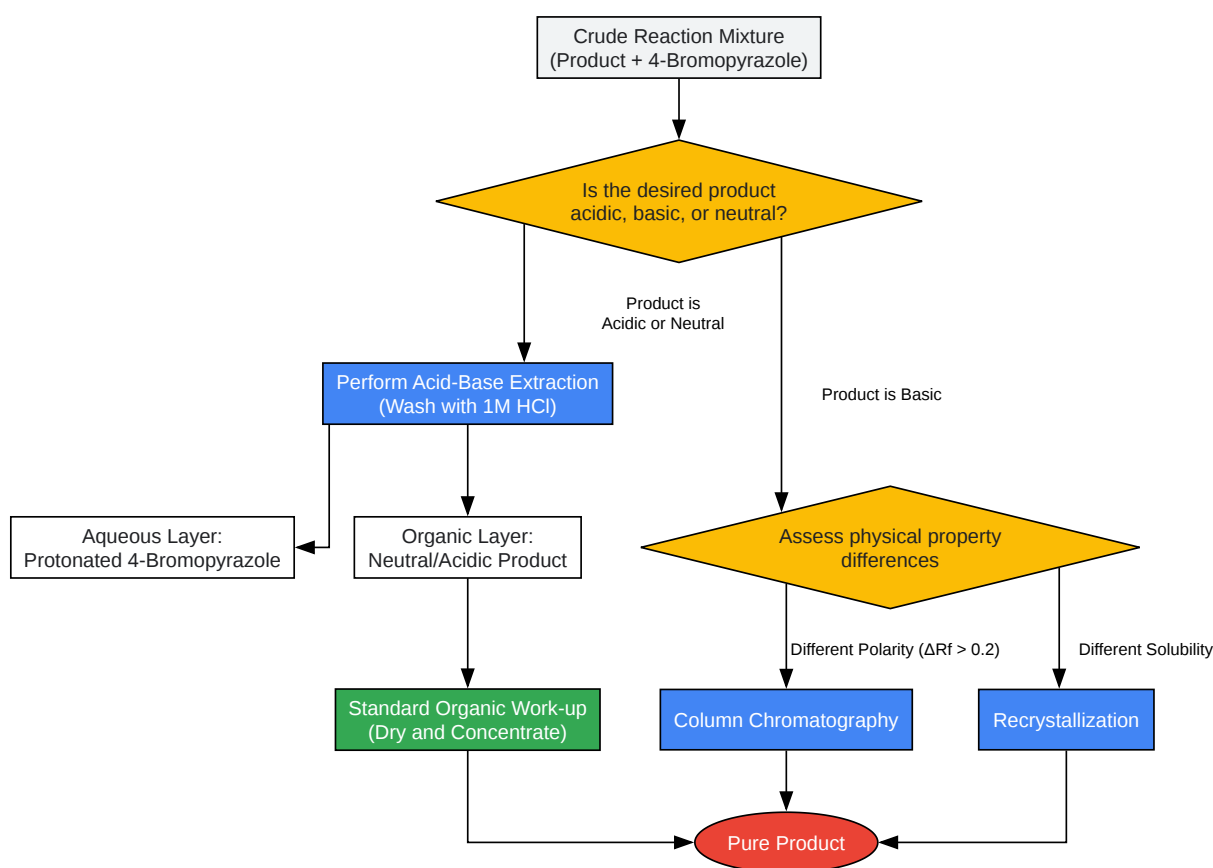 Crude Reaction Mixture
(Product + 4-Bromopyrazole)
Is the desired product
acidic, basic, or neutral?
Product is
Acidic or Neutral
Perform Acid-Base Extraction
(Wash with 1M HCl)
Product is Basic
Aqueous Layer:
Protonated 4-Bromopyrazole
Organic Layer:
Neutral/Acidic Product
Assess physical property
differences
Different Polarity (ΔRf > 0.2)
Different Solubility
Standard Organic Work-up
(Dry and Concentrate)
Column Chromatography
Recrystallization
Pure Product